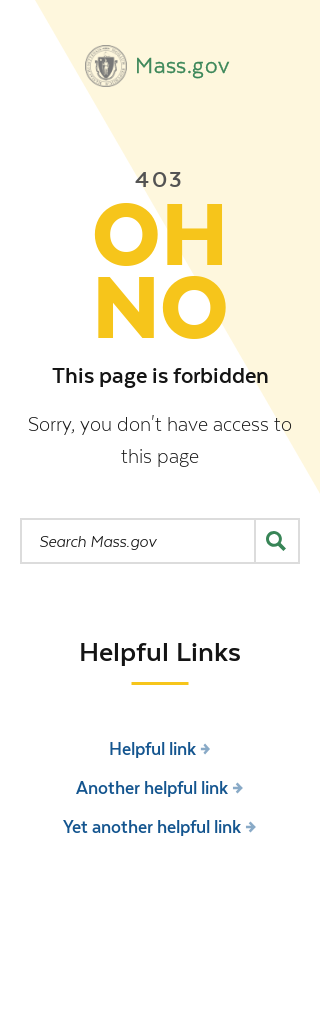 Mass.gov
403
OH
NO
This page is forbidden
Sorry, you don't have access to
this page
Search Mass.gov
Helpful Links
Helpful link
Another helpful link
Yet another helpful link